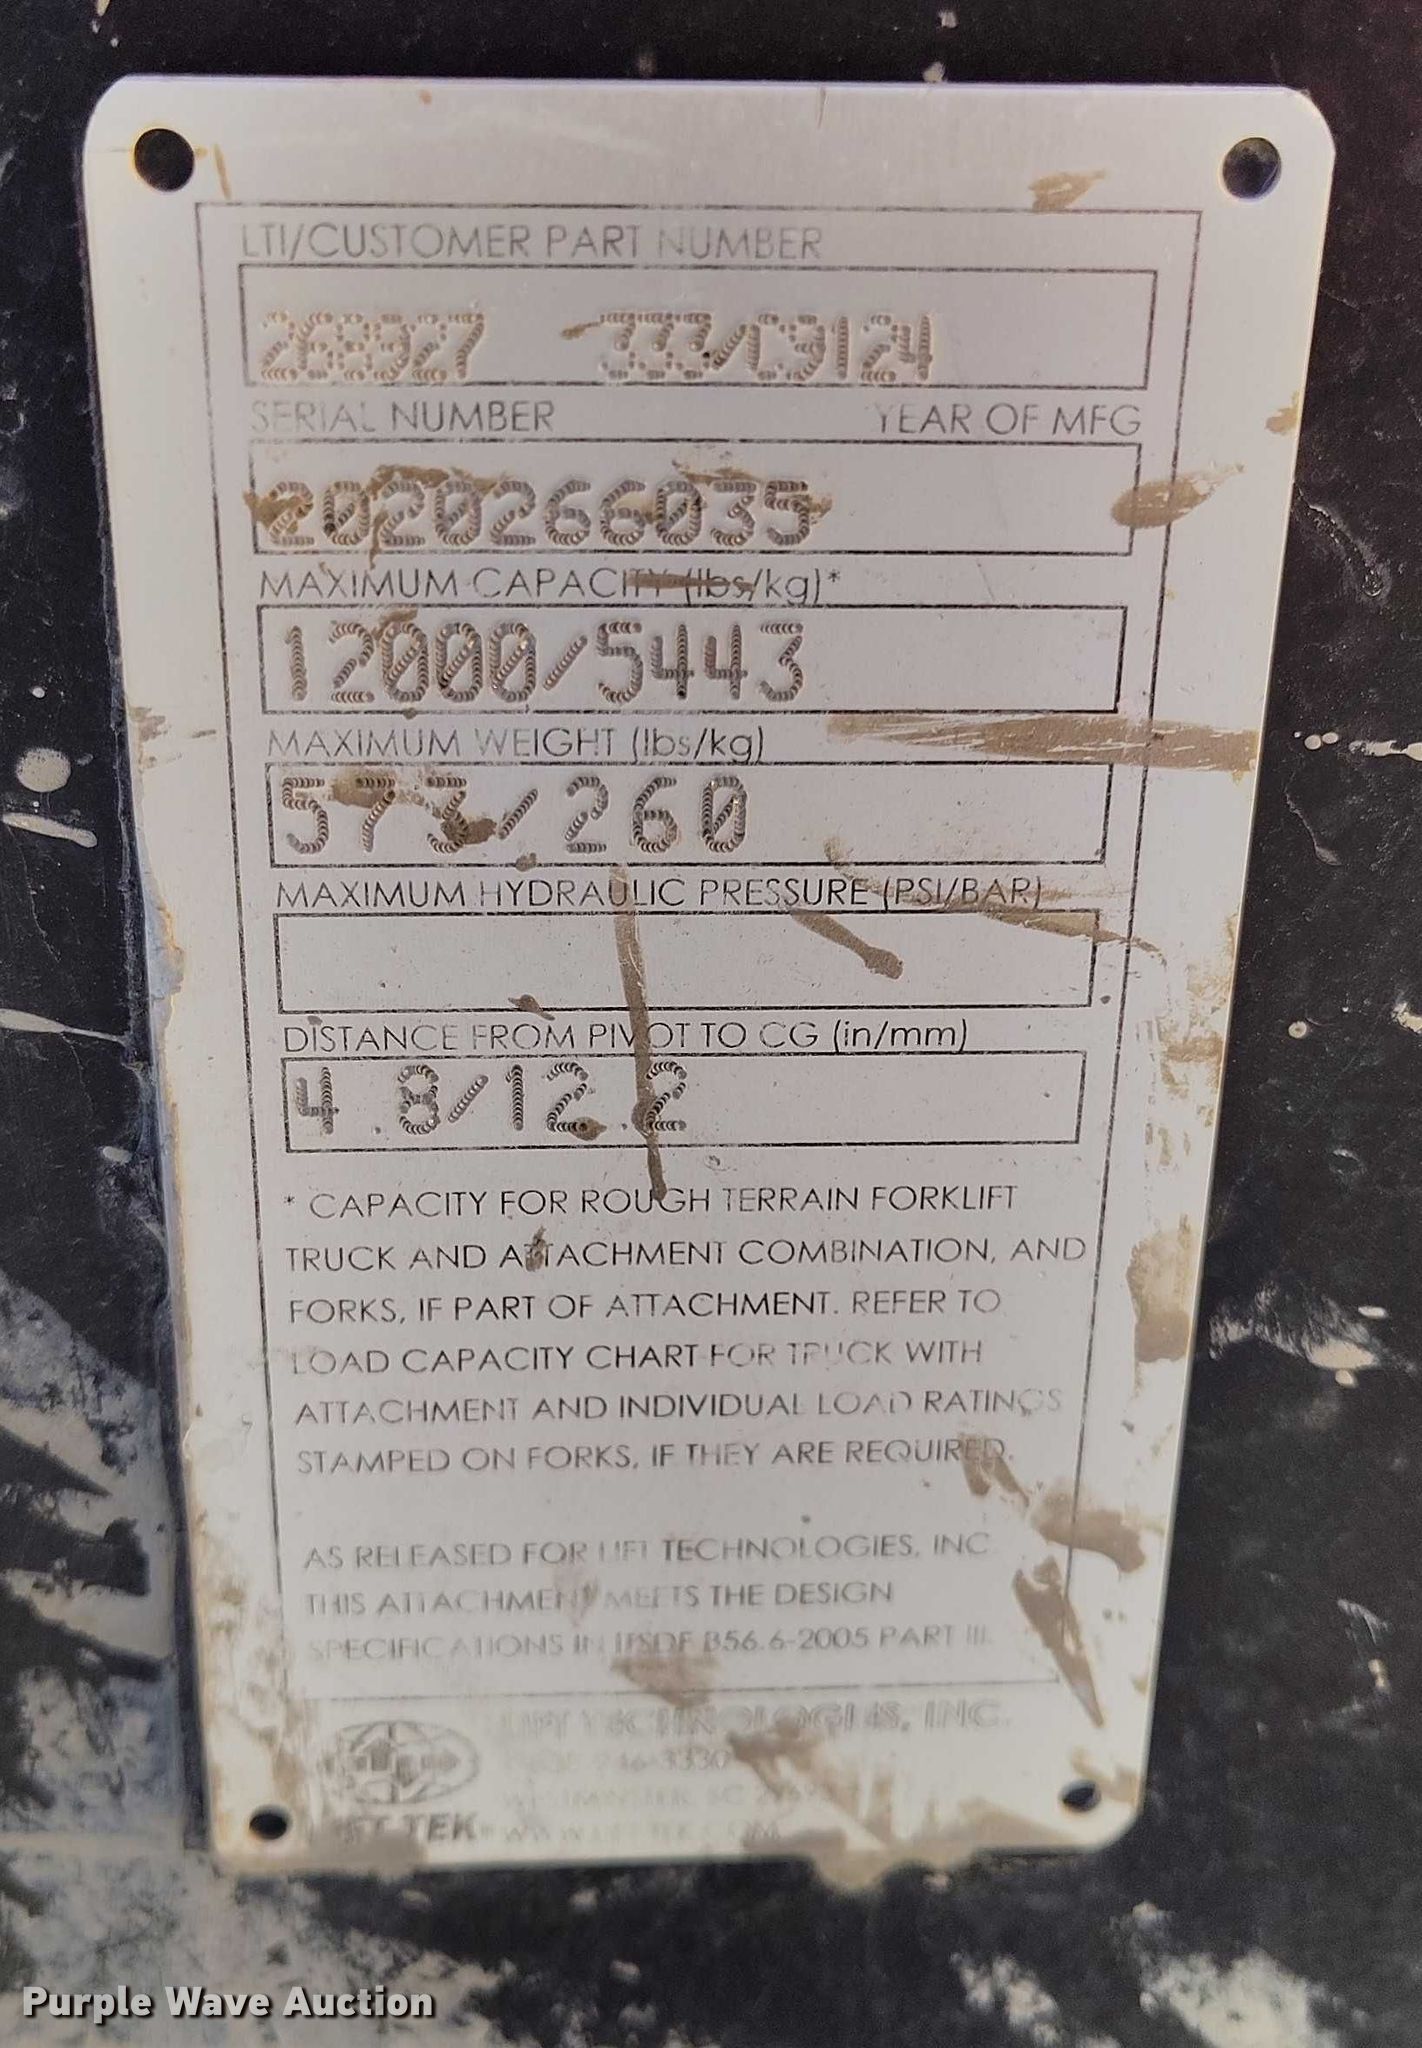 LTI/CUSTOMER PART NUMBER
SERIAL NUMBER YEAR OF MFG
2020266035
MAXIMUM CAPACITY (lbs/kg)*
12000/5443
MAXIMUM WEIGHT (lbs/kg)
573/260
MAXIMUM HYDRAULIC PRESSURE (PSI/BAR)
DISTANCE FROM PIVOT TO CG (in/mm)
4.8/12.2
* CAPACITY FOR ROUGH TERRAIN FORKLIFT
TRUCK AND ATTACHMENT COMBINATION, AND
FORKS, IF PART OF ATTACHMENT. REFER TO
LOAD CAPACITY CHART FOR TRUCK WITH
ATTACHMENT AND INDIVIDUAL LOAD RATINGS
STAMPED ON FORKS, IF THEY ARE REQUIRED.
AS RELEASED FOR LIFT TECHNOLOGIES, INC
THIS ATTACHMENT MEETS THE DESIGN
SPECIFICATIONS IN ITSDF B56.6-2005 PART III.
LIFT TECHNOLOGIES, INC.
LIFT-TEK
Purple Wave Auction